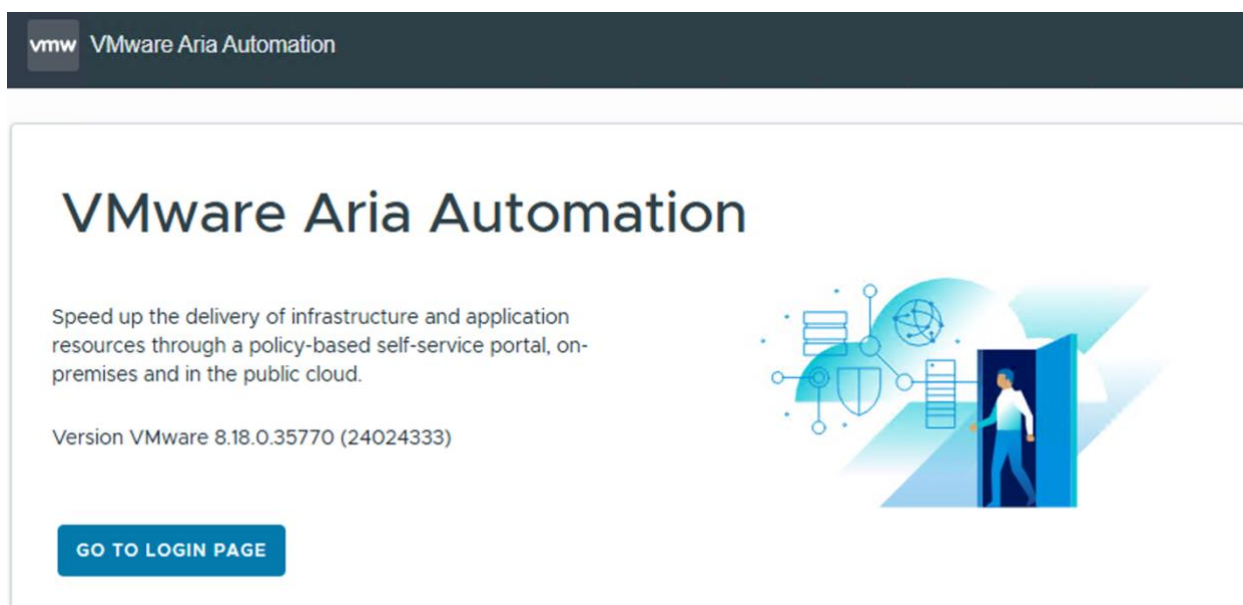 vmw VMware Aria Automation
VMware Aria Automation
Speed up the delivery of infrastructure and application
resources through a policy-based self-service portal, on-
premises and in the public cloud.
Version VMware 8.18.0.35770 (24024333)
GO TO LOGIN PAGE